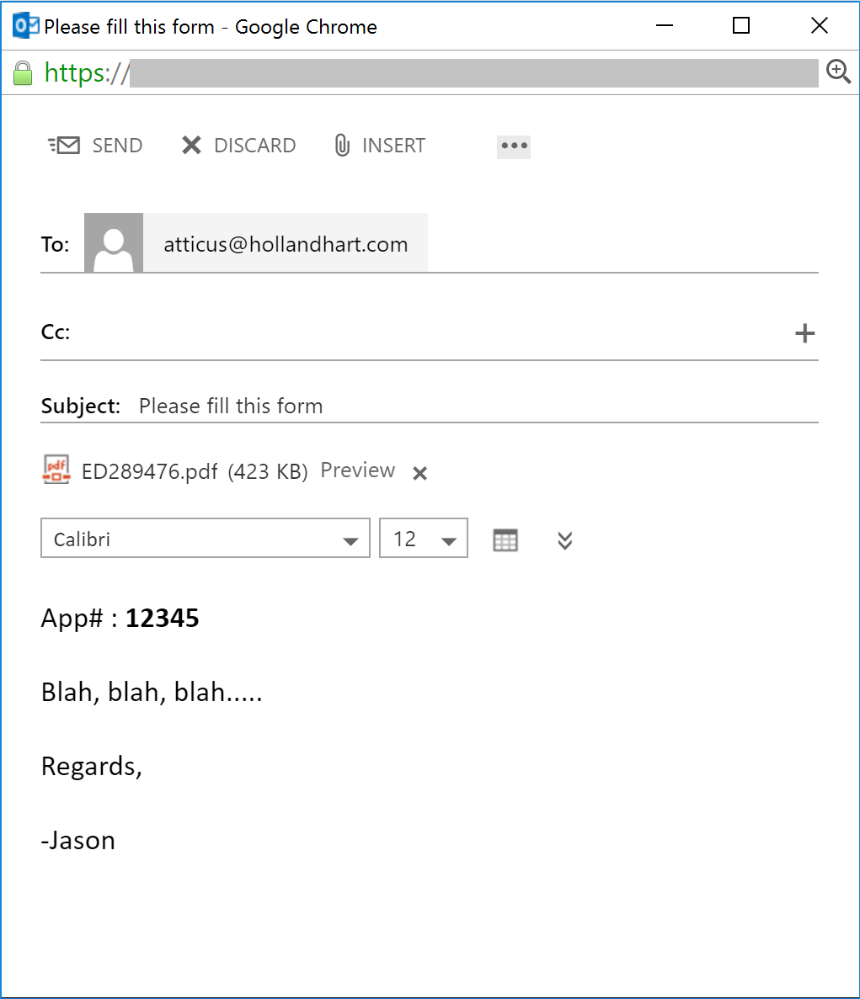 Please fill this form - Google Chrome
https://
SEND DISCARD INSERT
To: atticus@hollandhart.com
Cc:
Subject: Please fill this form
pdf ED289476.pdf (423 KB) Preview
Calibri 12
App# : 12345
Blah, blah, blah.....
Regards,
-Jason